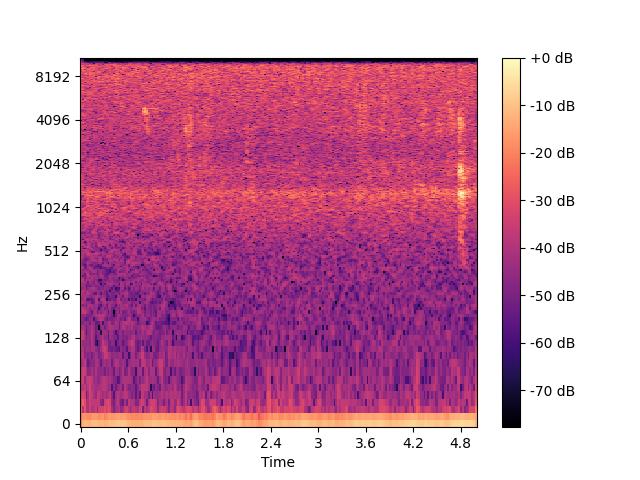 8192
4096
2048
1024
512
256
128
64
0
Hz
0 0.6 1.2 1.8 2.4 3 3.6 4.2 4.8
Time
+0 dB
-10 dB
-20 dB
-30 dB
-40 dB
-50 dB
-60 dB
-70 dB